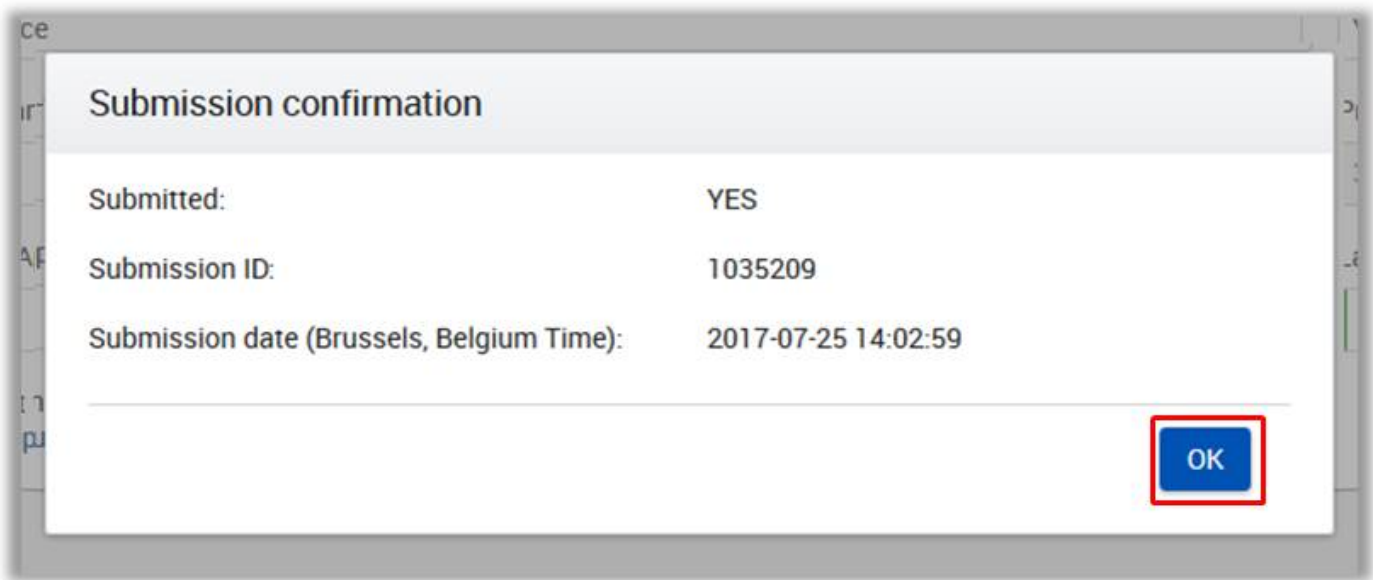 ce
Submission confirmation
Submitted: YES
Submission ID: 1035209
Submission date (Brussels, Belgium Time): 2017-07-25 14:02:59
OK